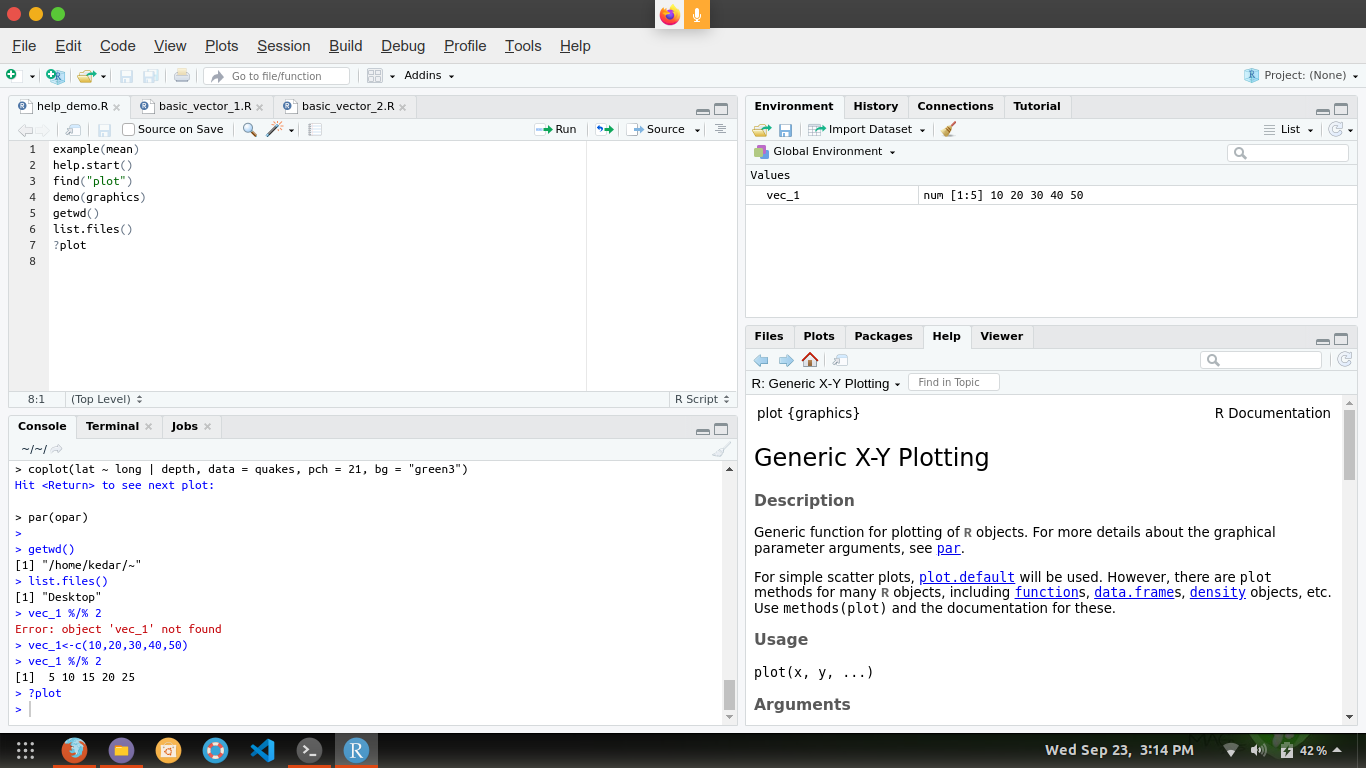 File Edit Code View Plots Session Build Debug Profile Tools Help
Go to file/function Addins Project: (None)
help_demo.R basic_vector_1.R basic_vector_2.R
Source on Save Run Source
1 example(mean)
2 help.start()
3 find("plot")
4 demo(graphics)
5 getwd()
6 list.files()
7 ?plot
8
8:1 (Top Level) R Script
Console Terminal Jobs
~/~/
> coplot(lat ~ long | depth, data = quakes, pch = 21, bg = "green3")
Hit <Return> to see next plot:
> par(opar)
>
> getwd()
[1] "/home/kedar/~"
> list.files()
[1] "Desktop"
> vec_1 %/% 2
Error: object 'vec_1' not found
> vec_1<-c(10,20,30,40,50)
> vec_1 %/% 2
[1]  5 10 15 20 25
> ?plot
>
Environment History Connections Tutorial
Import Dataset List
Global Environment
Values
vec_1 num [1:5] 10 20 30 40 50
Files Plots Packages Help Viewer
R: Generic X-Y Plotting Find in Topic
plot {graphics} R Documentation
Generic X-Y Plotting
Description
Generic function for plotting of R objects. For more details about the graphical
parameter arguments, see par.
For simple scatter plots, plot.default will be used. However, there are plot
methods for many R objects, including functions, data.frames, density objects, etc.
Use methods(plot) and the documentation for these.
Usage
plot(x, y, ...)
Arguments
Wed Sep 23, 3:14 PM 42 %